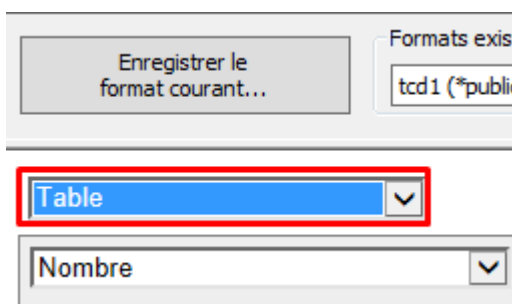 Enregistrer le
format courant...
Formats exis
tcd1 (*publi
Table
Nombre